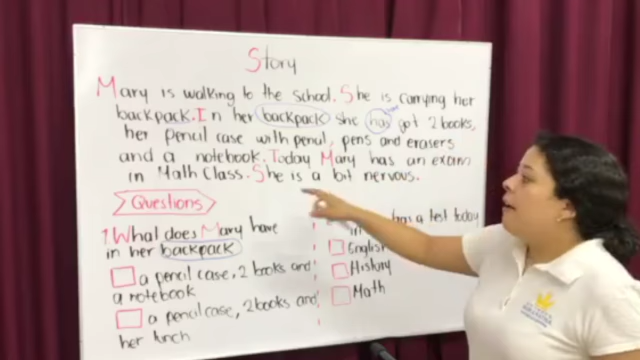 Story
Mary is walking to the school. She is carrying her
backpack. In her backpack she has got 2 books,
her pencil case with pencil, pens and erasers
and a notebook. Today Mary has an exam
in Math Class. She is a bit nervous.
Questions
1. What does Mary have
in her backpack
a pencil case, 2 books and
a notebook
a pencil case, 2 books and
her lunch
has a test today
in
English
History
Math